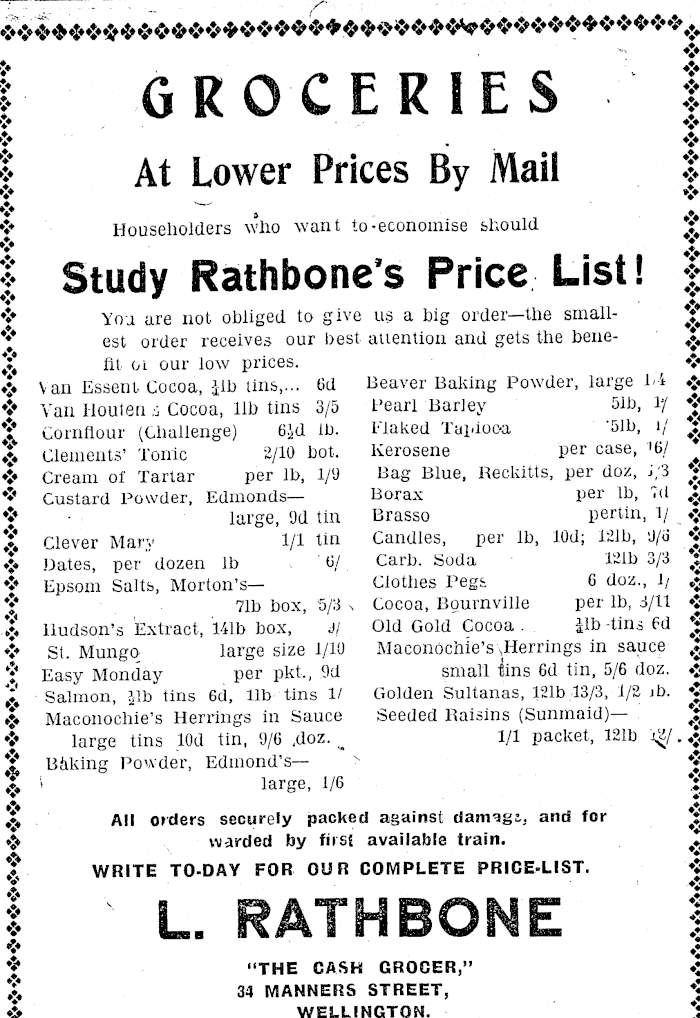 GROCERIES
At Lower Prices By Mail
Householders who want to-economise should
Study Rathbone's Price List!
You are not obliged to give us a big order—the small-
est order receives our best attention and gets the bene-
fit of our low prices.
Van Essent Cocoa, ¼lb tins,... 6d
Van Houten's Cocoa, 1lb tins 3/5
Cornflour (Challenge) 6½d lb.
Clements' Tonic 2/10 bot.
Cream of Tartar per lb, 1/9
Custard Powder, Edmonds—
large, 9d tin
Clever Mary 1/1 tin
Dates, per dozen lb 6/
Epsom Salts, Morton's—
7lb box, 5/3
Hudson's Extract, 14lb box,
St. Mungo large size 1/10
Easy Monday per pkt., 9d
Salmon, ½lb tins 6d, 1lb tins 1/
Maconochie's Herrings in Sauce
large tins 10d tin, 9/6 doz.
Baking Powder, Edmond's—
large, 1/6
Beaver Baking Powder, large 1/4
Pearl Barley 5lb, 1/
Flaked Tapioca 5lb, 1/
Kerosene per case, 16/
Bag Blue, Reckitts, per doz,
Borax per lb, 7d
Brasso pertin, 1/
Candles, per lb, 10d; 12lb, 9/6
Carb. Soda 12lb 3/3
Clothes Pegs 6 doz., 1/
Cocoa, Bournville per lb, 3/11
Old Gold Cocoa ¼lb tins 6d
Maconochie's Herrings in sauce
small tins 6d tin, 5/6 doz.
Golden Sultanas, 12lb 13/3, 1/2 lb.
Seeded Raisins (Sunmaid)—
1/1 packet, 12lb 12/.
All orders securely packed against damage, and for
warded by first available train.
WRITE TO-DAY FOR OUR COMPLETE PRICE-LIST.
L. RATHBONE
"THE CASH GROCER,"
34 MANNERS STREET,
WELLINGTON.